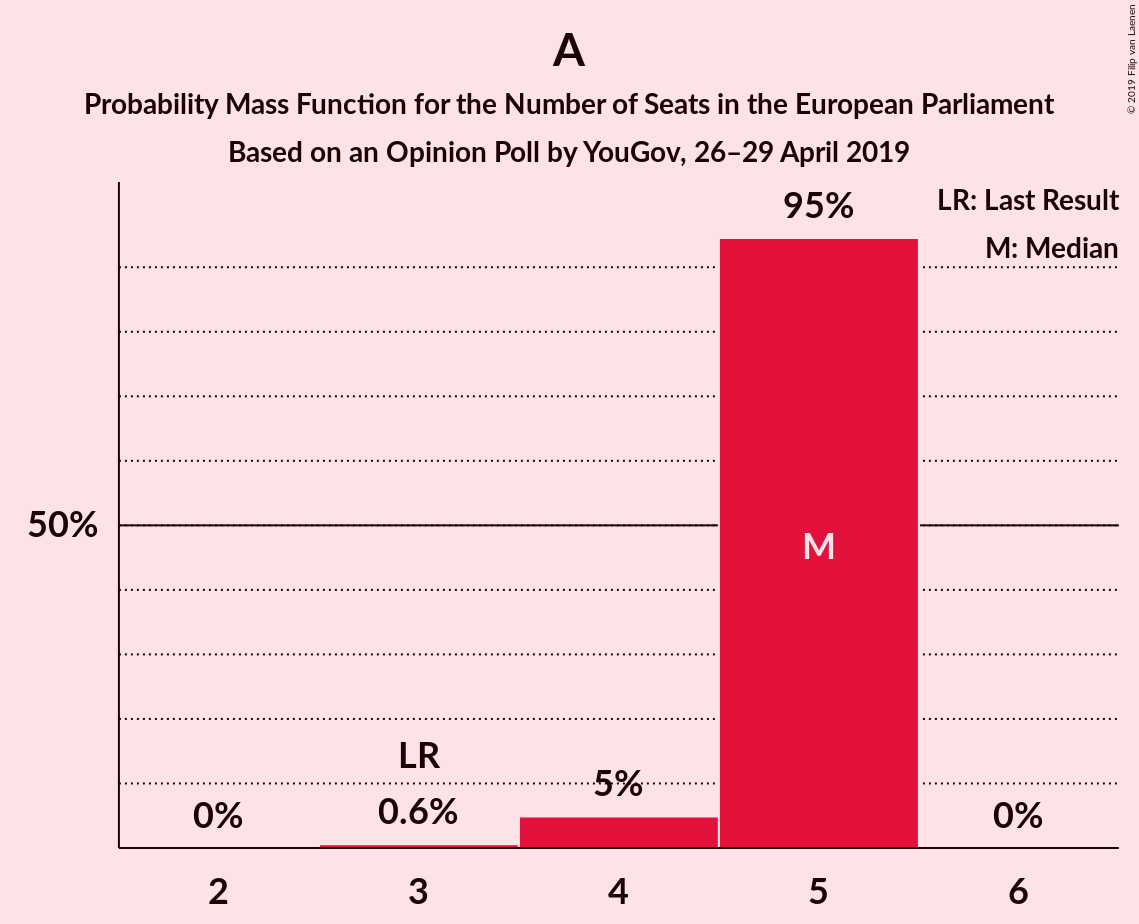 A
Probability Mass Function for the Number of Seats in the European Parliament
Based on an Opinion Poll by YouGov, 26–29 April 2019
© 2019 Filip van Laenen
LR: Last Result
M: Median
95%
50%
M
LR
5%
0%
0.6%
0%
2
3
4
5
6